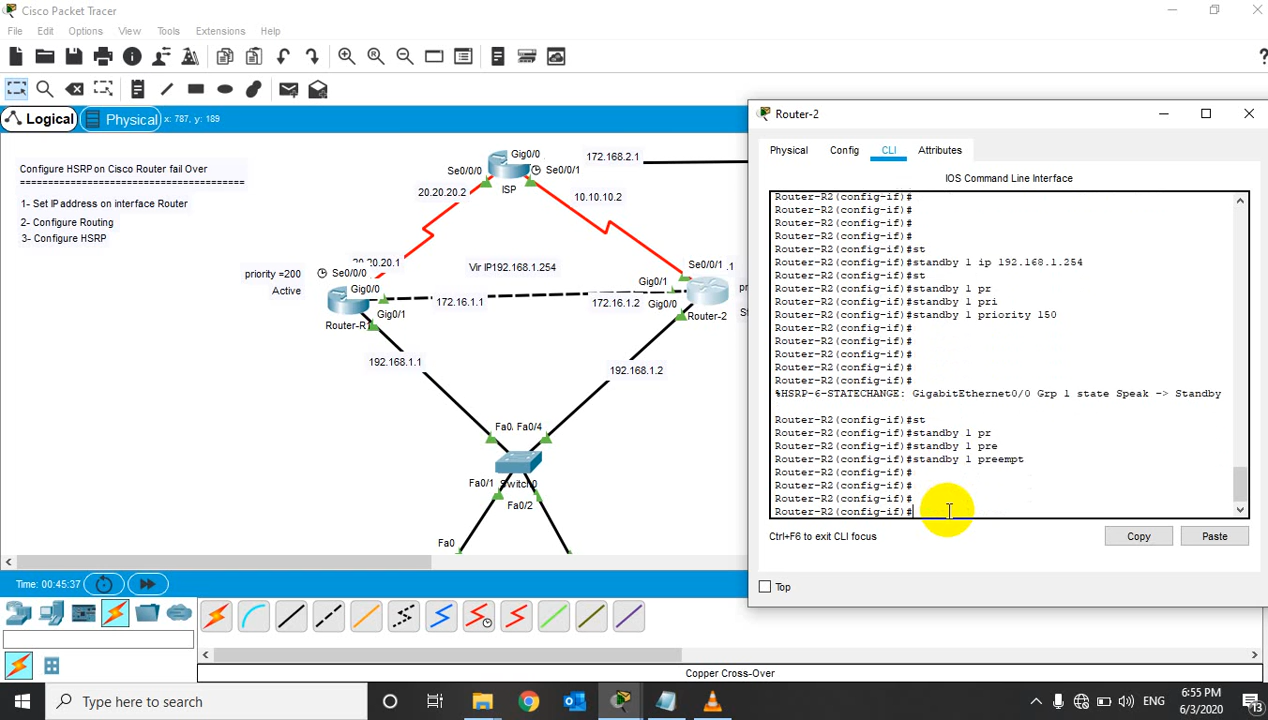 Cisco Packet Tracer
File Edit Options View Tools Extensions Help
Logical Physical x: 787, y: 189
Configure HSRP on Cisco Router fail Over
========================================
1- Set IP address on interface Router
2- Configure Routing
3- Configure HSRP
Gig0/0
172.168.2.1
Se0/0/0
Se0/0/1
ISP
20.20.20.2
10.10.10.2
20.20.20.1
Vir IP192.168.1.254
Se0/0/1 .1
priority =200
Active
Se0/0/0
Gig0/0
Gig0/1
172.16.1.1
172.16.1.2
Gig0/0
Gig0/1
Router-R1
Router-2
192.168.1.1
192.168.1.2
Fa0/4
Fa0/1
Switch0
Fa0/2
Fa0
Router-2
Physical Config CLI Attributes
IOS Command Line Interface
Router-R2(config-if)#
Router-R2(config-if)#
Router-R2(config-if)#
Router-R2(config-if)#
Router-R2(config-if)#st
Router-R2(config-if)#standby 1 ip 192.168.1.254
Router-R2(config-if)#st
Router-R2(config-if)#standby 1 pr
Router-R2(config-if)#standby 1 pri
Router-R2(config-if)#standby 1 priority 150
Router-R2(config-if)#
Router-R2(config-if)#
Router-R2(config-if)#
Router-R2(config-if)#
Router-R2(config-if)#
%HSRP-6-STATECHANGE: GigabitEthernet0/0 Grp 1 state Speak -> Standby
Router-R2(config-if)#st
Router-R2(config-if)#standby 1 pr
Router-R2(config-if)#standby 1 pre
Router-R2(config-if)#standby 1 preempt
Router-R2(config-if)#
Router-R2(config-if)#
Router-R2(config-if)#
Router-R2(config-if)#
Ctrl+F6 to exit CLI focus
Copy Paste
Top
Time: 00:45:37
Copper Cross-Over
Type here to search
ENG
6:55 PM
6/3/2020
13